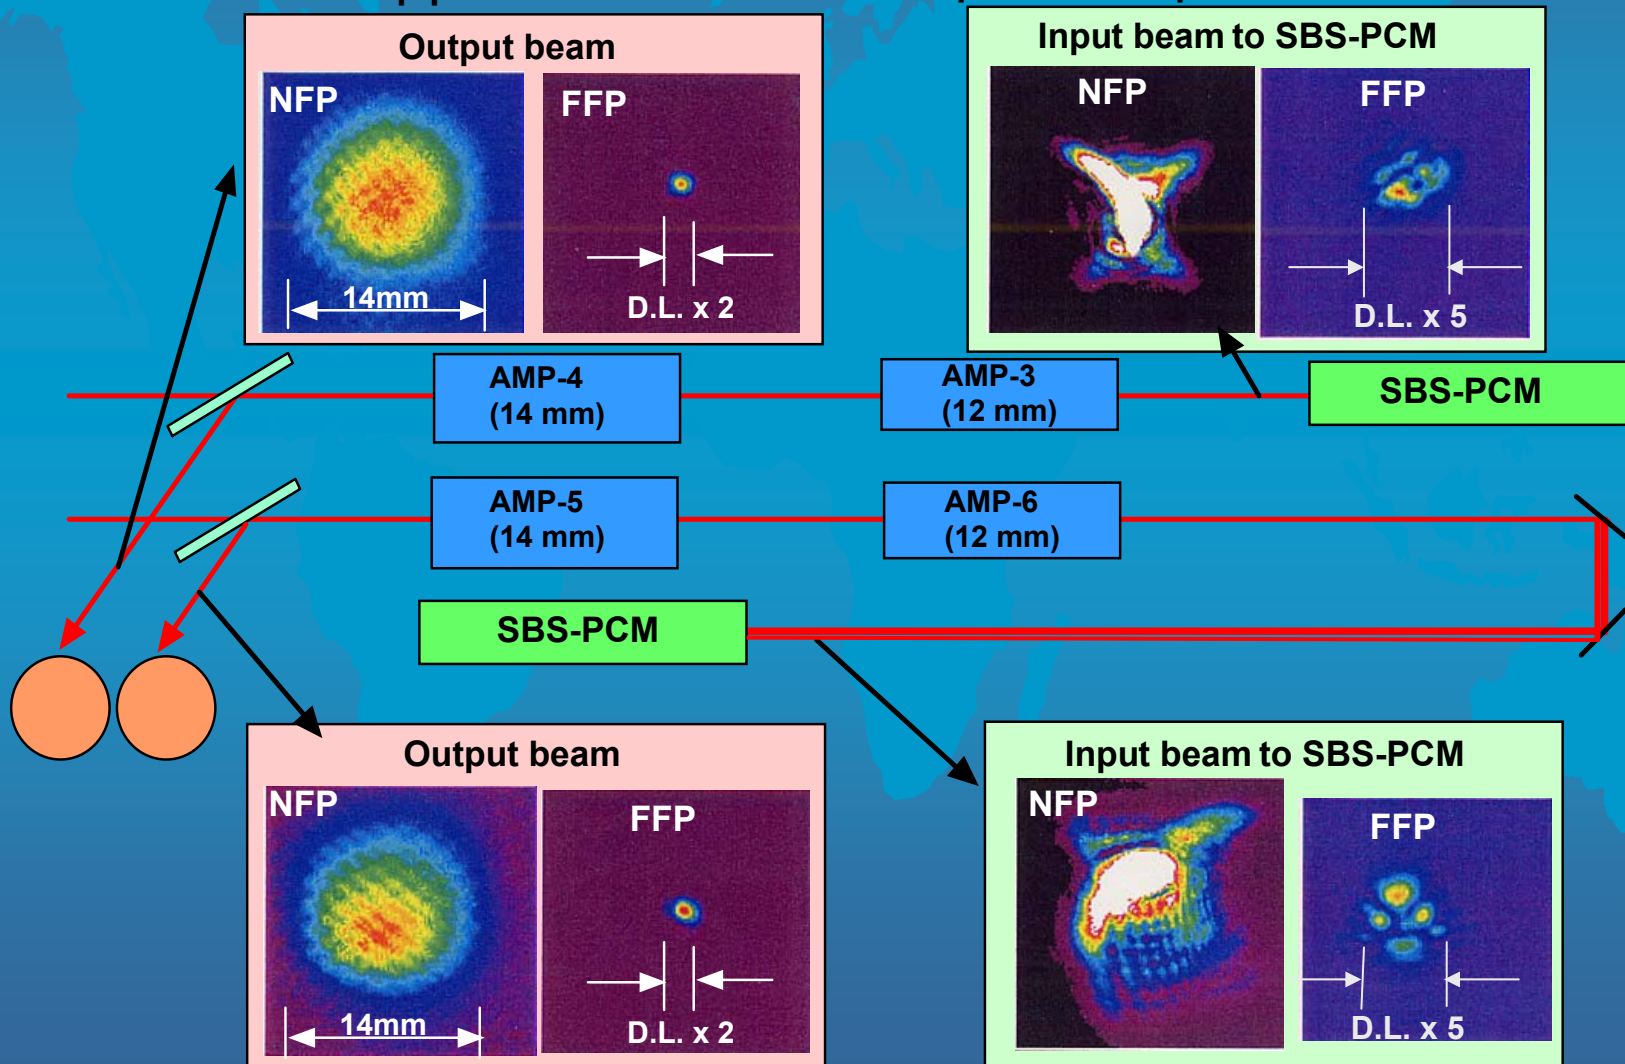 Output beam
NFP
FFP
14mm
D.L. x 2
Input beam to SBS-PCM
NFP
FFP
D.L. x 5
AMP-4
(14 mm)
AMP-3
(12 mm)
SBS-PCM
AMP-5
(14 mm)
AMP-6
(12 mm)
SBS-PCM
Output beam
NFP
FFP
14mm
D.L. x 2
Input beam to SBS-PCM
NFP
FFP
D.L. x 5